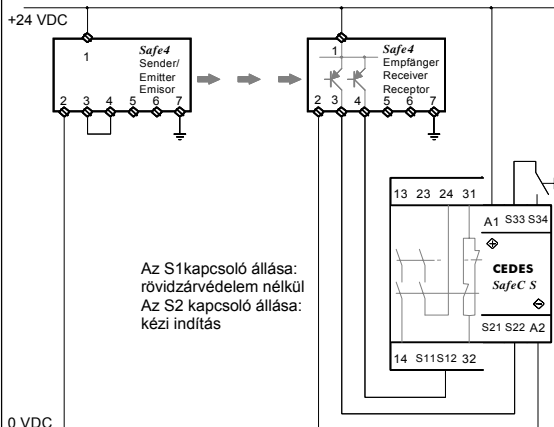 +24 VDC
1
Safe4
Sender/
Emitter
Emisor
2 3 4 5 6 7
1
Safe4
Empfänger
Receiver
Receptor
2 3 4 5 6 7
13 23 24 31
A1 S33 S34
CEDES
SafeC S
S21 S22 A2
14 S11 S12 32
Az S1kapcsoló állása:
rövidzárvédelem nélkül
Az S2 kapcsoló állása:
kézi indítás
0 VDC